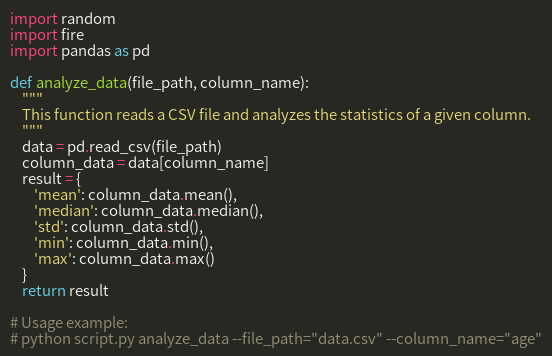 import random
import fire
import pandas as pd

def analyze_data(file_path, column_name):
    """
    This function reads a CSV file and analyzes the statistics of a given column.
    """
    data = pd.read_csv(file_path)
    column_data = data[column_name]
    result = {
        'mean': column_data.mean(),
        'median': column_data.median(),
        'std': column_data.std(),
        'min': column_data.min(),
        'max': column_data.max()
    }
    return result

# Usage example:
# python script.py analyze_data --file_path="data.csv" --column_name="age"